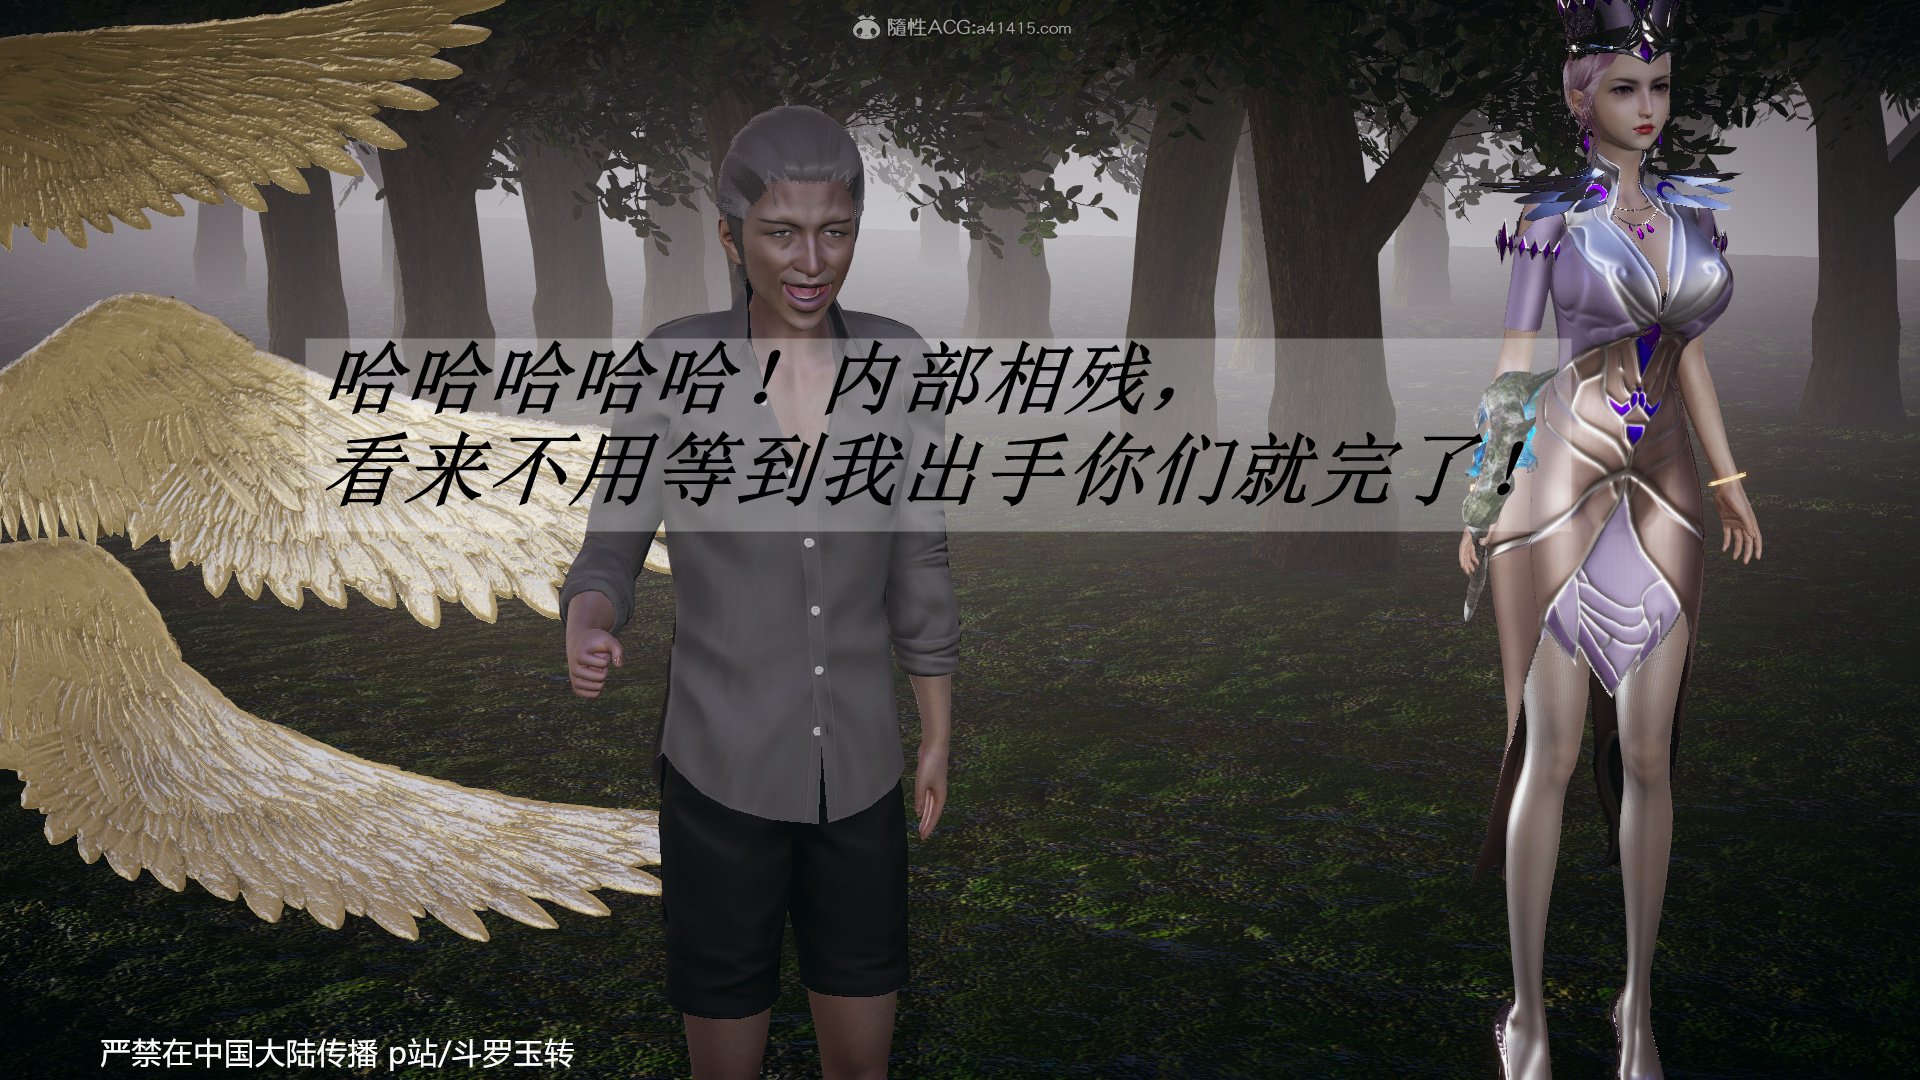 隨性ACG:a41415.com
哈哈哈哈哈！内部相残，
看来不用等到我出手你们就完了！
严禁在中国大陆传播 p站/斗罗玉转